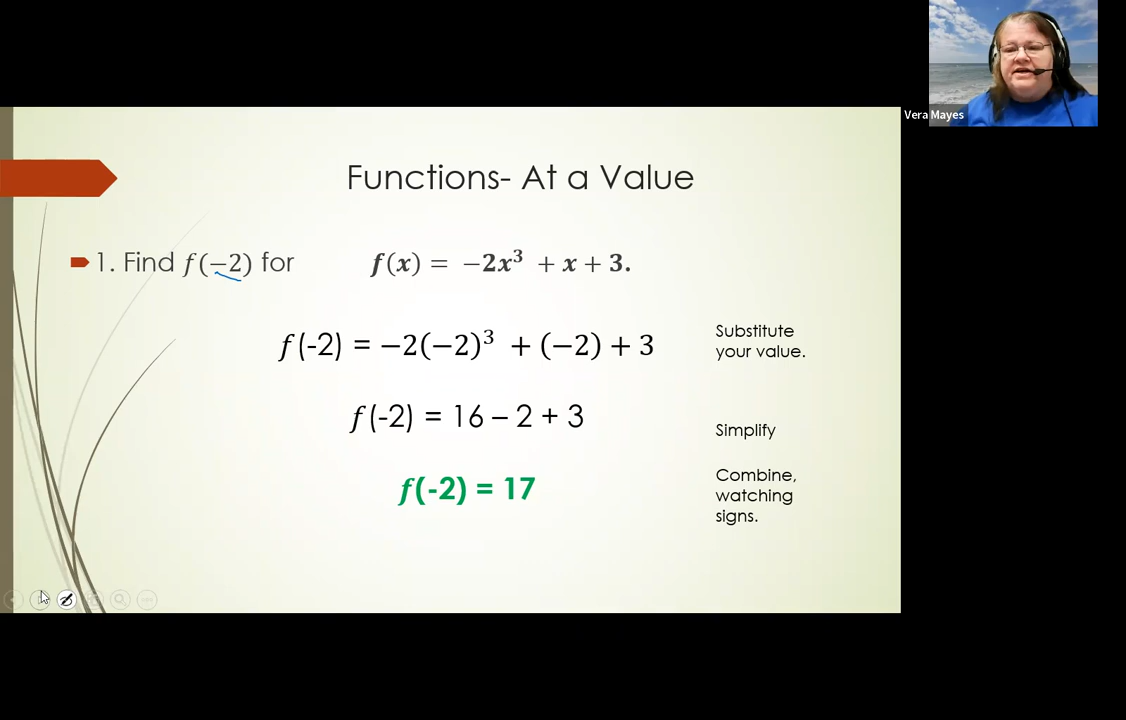 Vera Mayes
Functions- At a Value
1. Find f(−2) for f(x) = −2x³ + x + 3.
f(-2) = −2(−2)³ + (−2) + 3
Substitute
your value.
f(-2) = 16 – 2 + 3
Simplify
f(-2) = 17
Combine,
watching
signs.